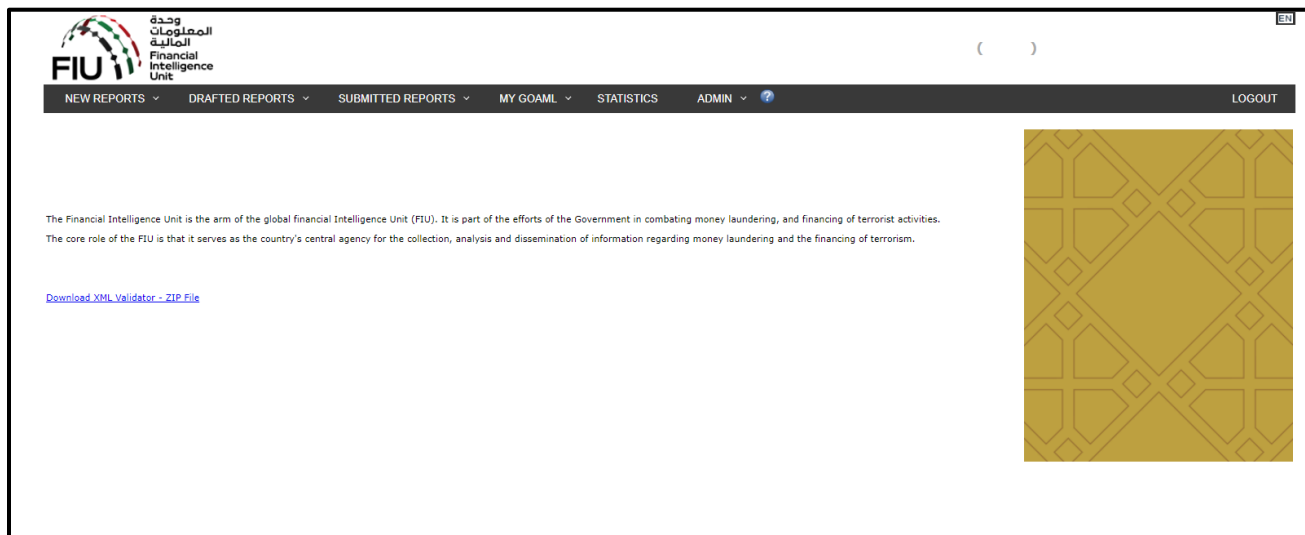 وحدة
المعلومات
المالية
Financial
Intelligence
Unit
FIU
EN
( )
NEW REPORTS DRAFTED REPORTS SUBMITTED REPORTS MY GOAML STATISTICS ADMIN ? LOGOUT
The Financial Intelligence Unit is the arm of the global financial Intelligence Unit (FIU). It is part of the efforts of the Government in combating money laundering, and financing of terrorist activities.
The core role of the FIU is that it serves as the country's central agency for the collection, analysis and dissemination of information regarding money laundering and the financing of terrorism.
Download XML Validator - ZIP File